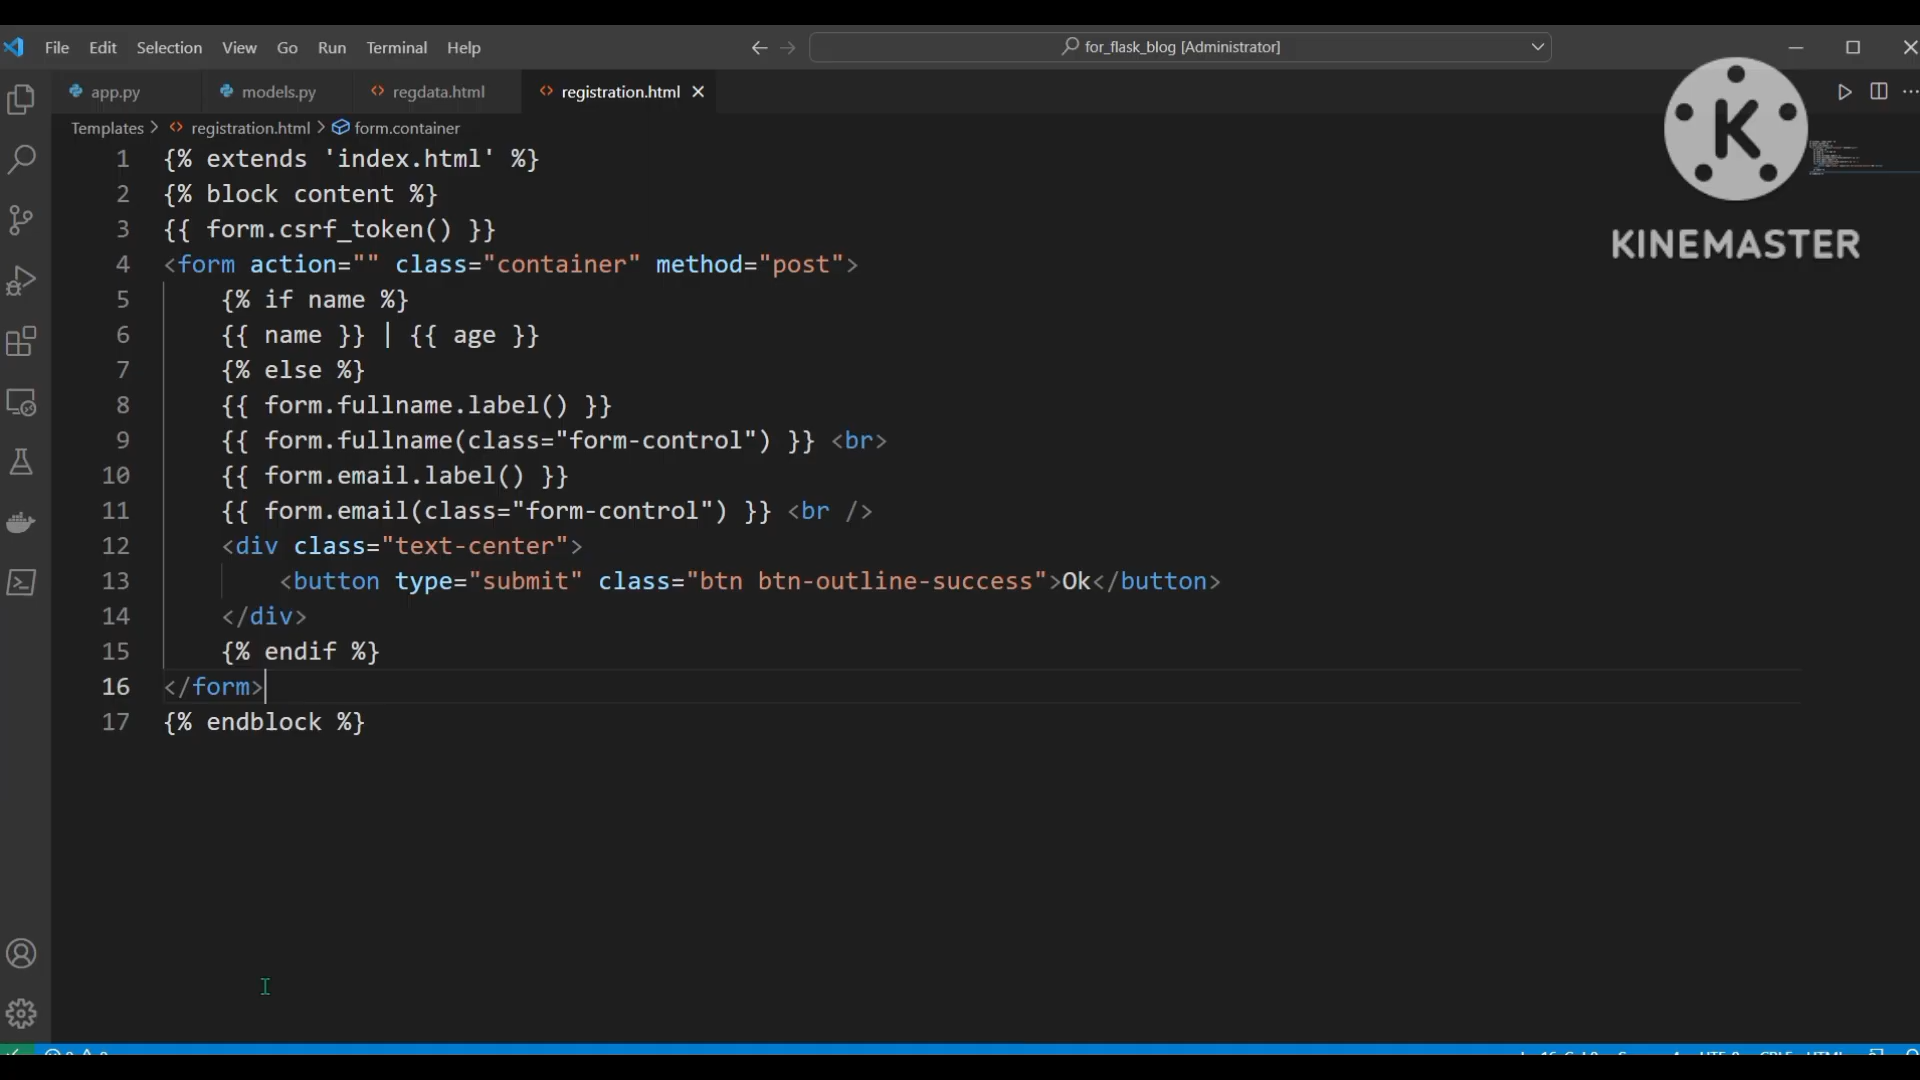 File Edit Selection View Go Run Terminal Help
for_flask_blog [Administrator]
app.py models.py regdata.html registration.html
Templates > registration.html > form.container
KINEMASTER
1 {% extends 'index.html' %}
2 {% block content %}
3 {{ form.csrf_token() }}
4 <form action="" class="container" method="post">
5 {% if name %}
6 {{ name }} | {{ age }}
7 {% else %}
8 {{ form.fullname.label() }}
9 {{ form.fullname(class="form-control") }} <br>
10 {{ form.email.label() }}
11 {{ form.email(class="form-control") }} <br />
12 <div class="text-center">
13 <button type="submit" class="btn btn-outline-success">Ok</button>
14 </div>
15 {% endif %}
16 </form>
17 {% endblock %}